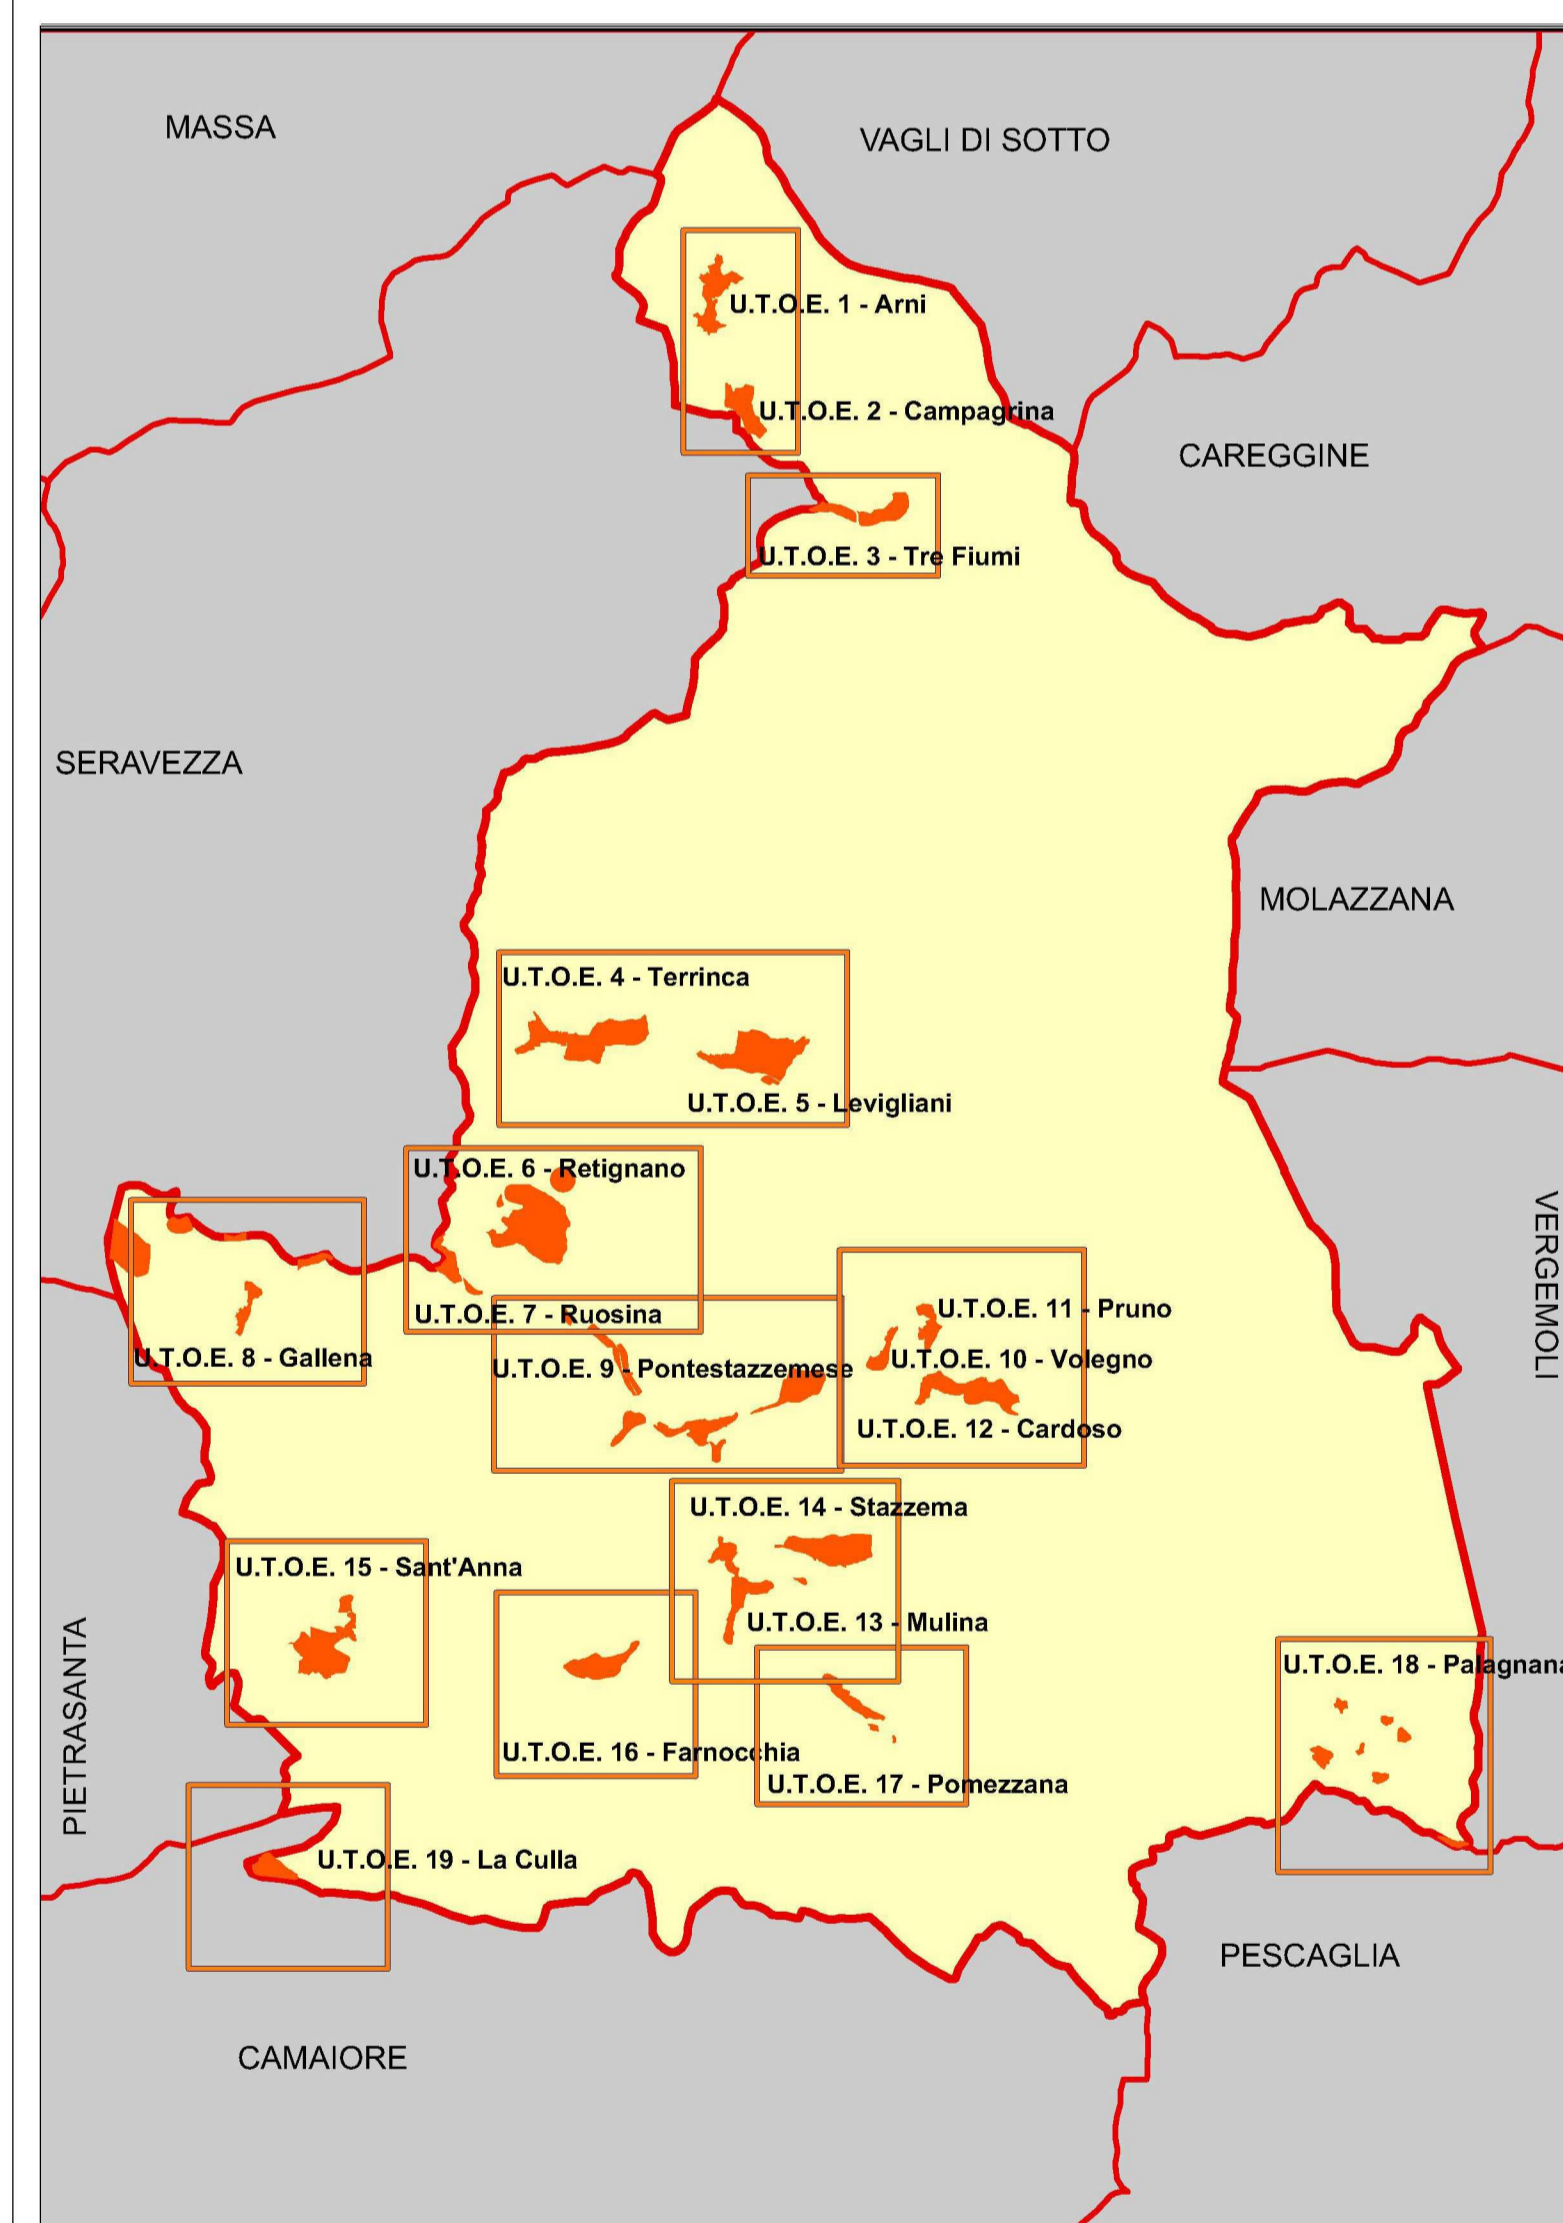 MASSA
VAGLI DI SOTTO
U.T.O.E. 1 - Arni
U.T.O.E. 2 - Campagrina
CAREGGINE
U.T.O.E. 3 - Tre Fiumi
SERAVEZZA
MOLAZZANA
U.T.O.E. 4 - Terrinca
U.T.O.E. 5 - Levigliani
U.T.O.E. 6 - Retignano
VERGEMOLI
U.T.O.E. 7 - Ruosina
U.T.O.E. 11 - Pruno
U.T.O.E. 8 - Gallena
U.T.O.E. 9 - Pontestazzemese
U.T.O.E. 10 - Volegno
U.T.O.E. 12 - Cardoso
U.T.O.E. 14 - Stazzema
U.T.O.E. 15 - Sant'Anna
U.T.O.E. 13 - Mulina
PIETRASANTA
U.T.O.E. 18 - Palagnana
U.T.O.E. 16 - Farnocchia
U.T.O.E. 17 - Pomezzana
U.T.O.E. 19 - La Culla
PESCAGLIA
CAMAIORE